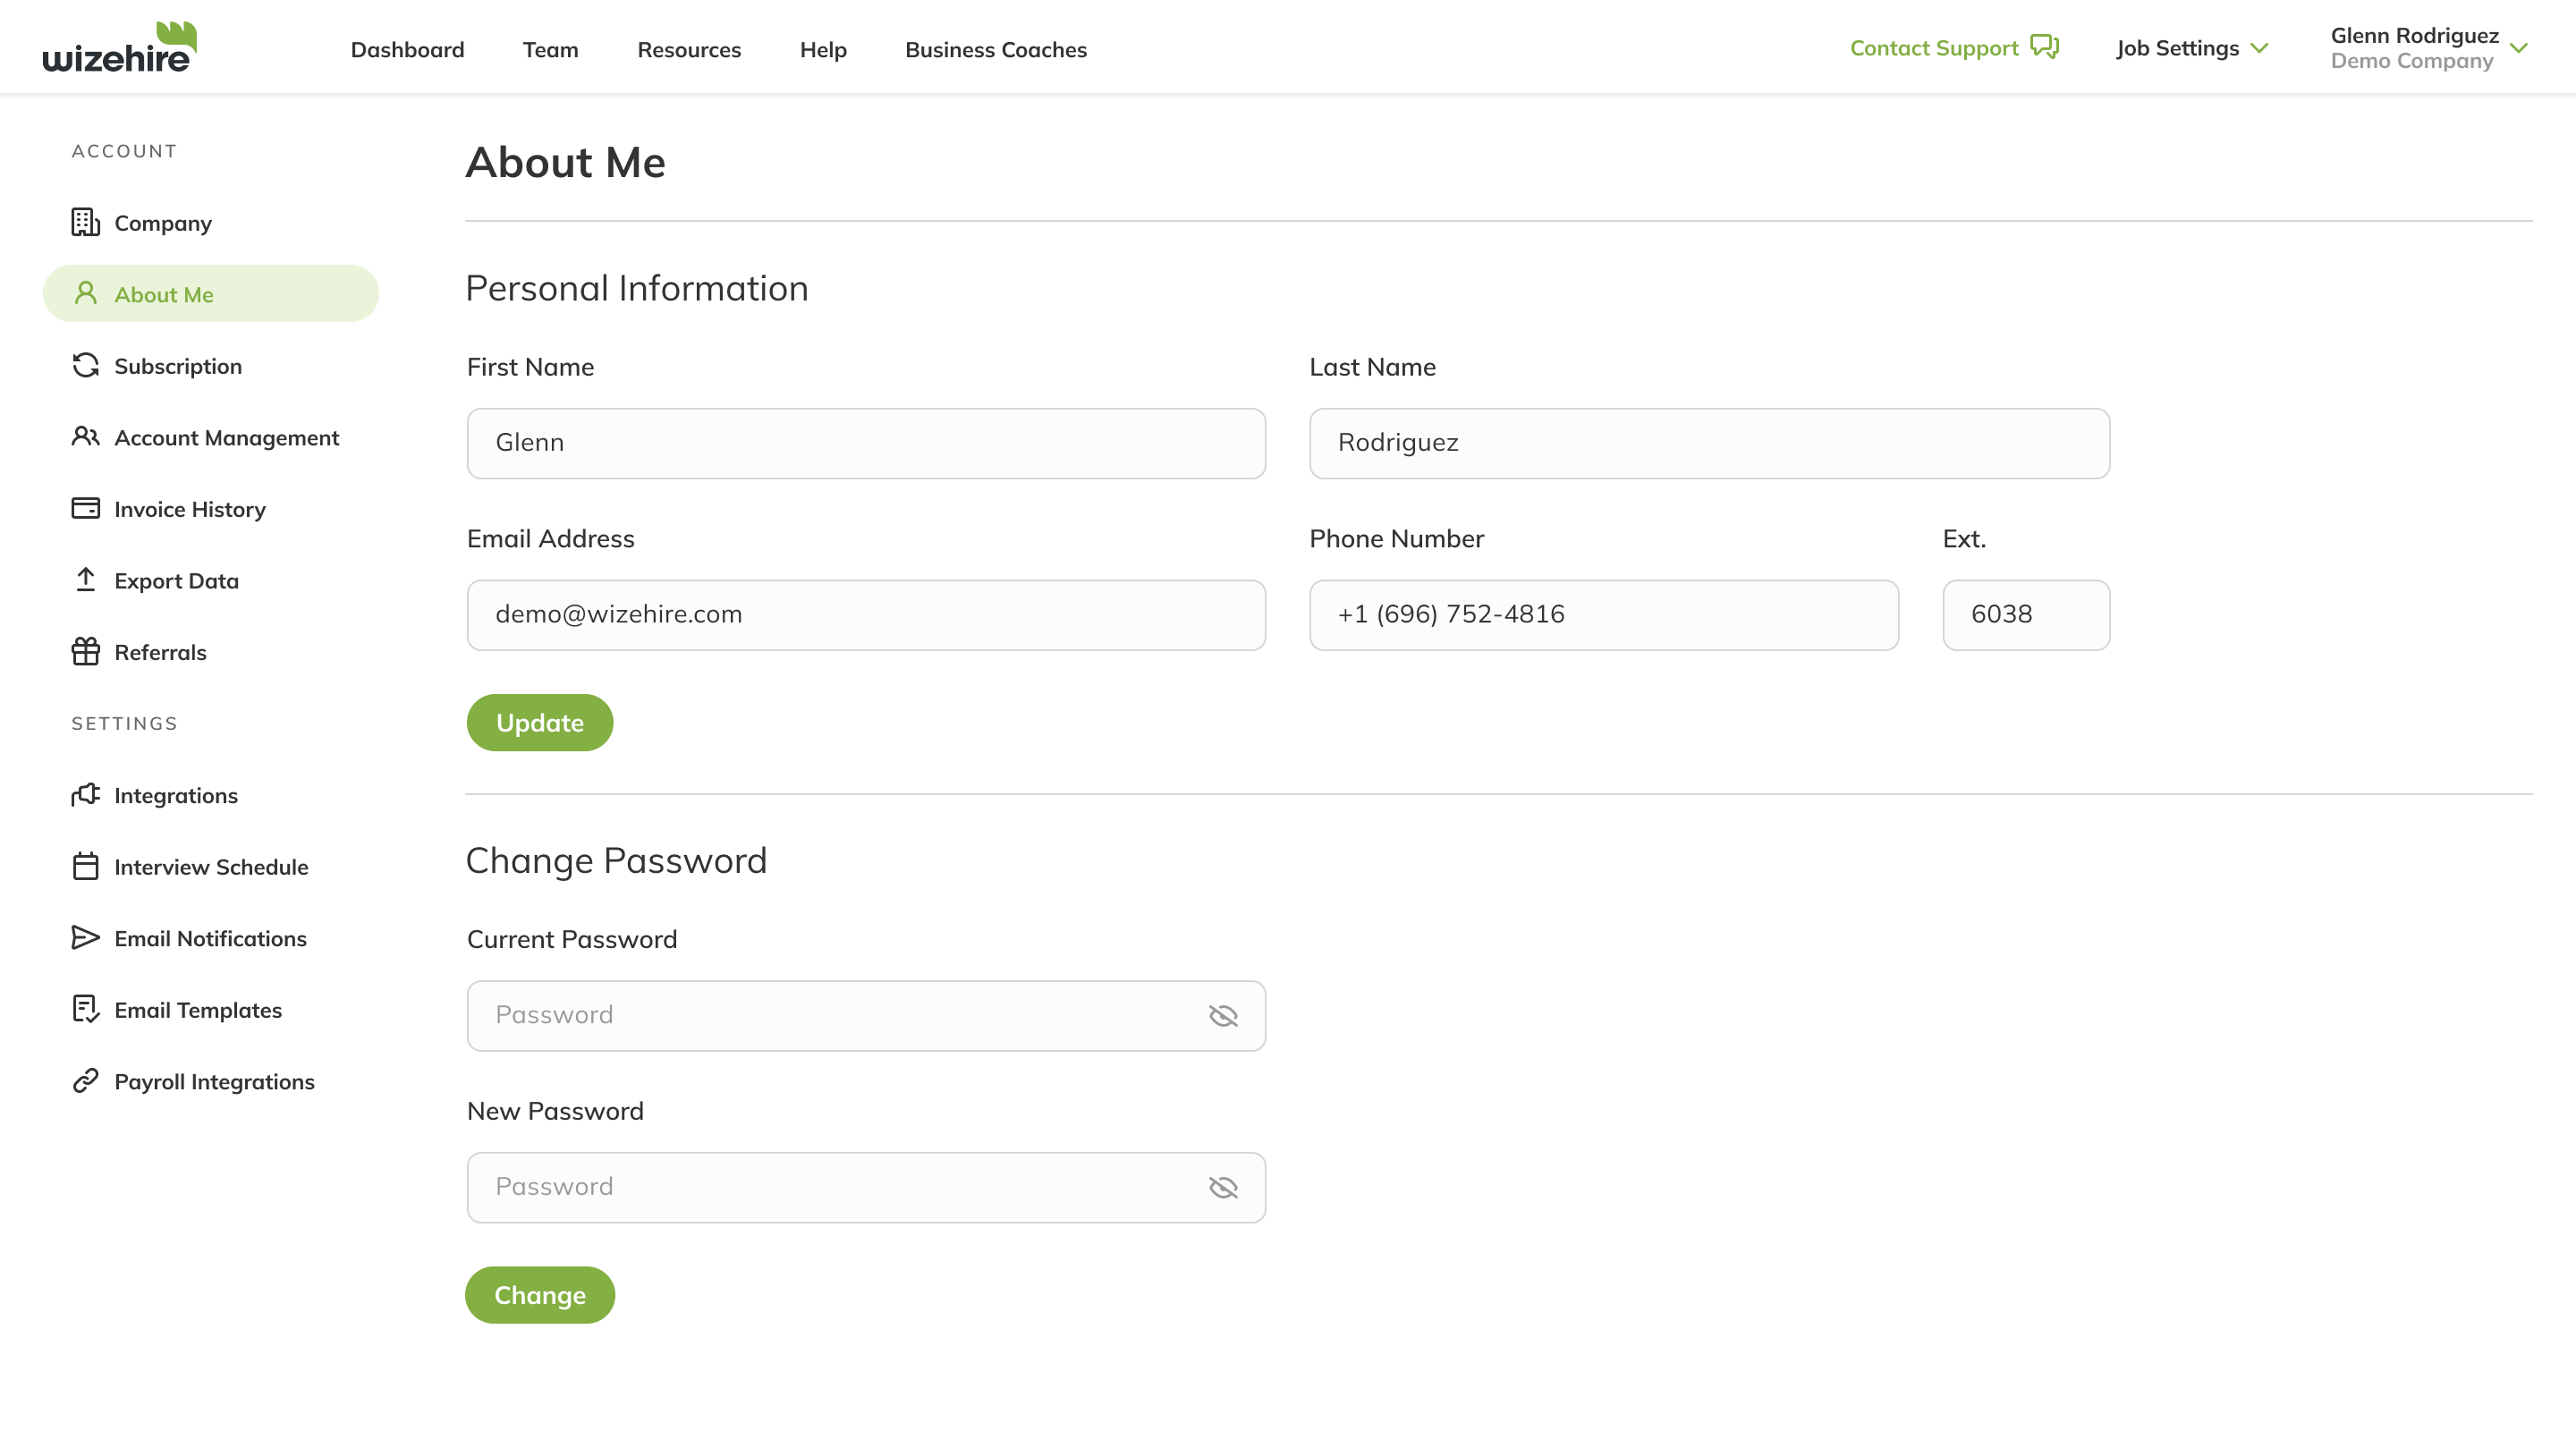 wizehire
Dashboard
Team
Resources
Help
Business Coaches
Contact Support
Job Settings
Glenn Rodriguez
Demo Company
ACCOUNT
Company
About Me
Subscription
Account Management
Invoice History
Export Data
Referrals
SETTINGS
Integrations
Interview Schedule
Email Notifications
Email Templates
Payroll Integrations
About Me
Personal Information
First Name
Last Name
Glenn
Rodriguez
Email Address
Phone Number
Ext.
demo@wizehire.com
+1 (696) 752-4816
6038
Update
Change Password
Current Password
Password
New Password
Password
Change